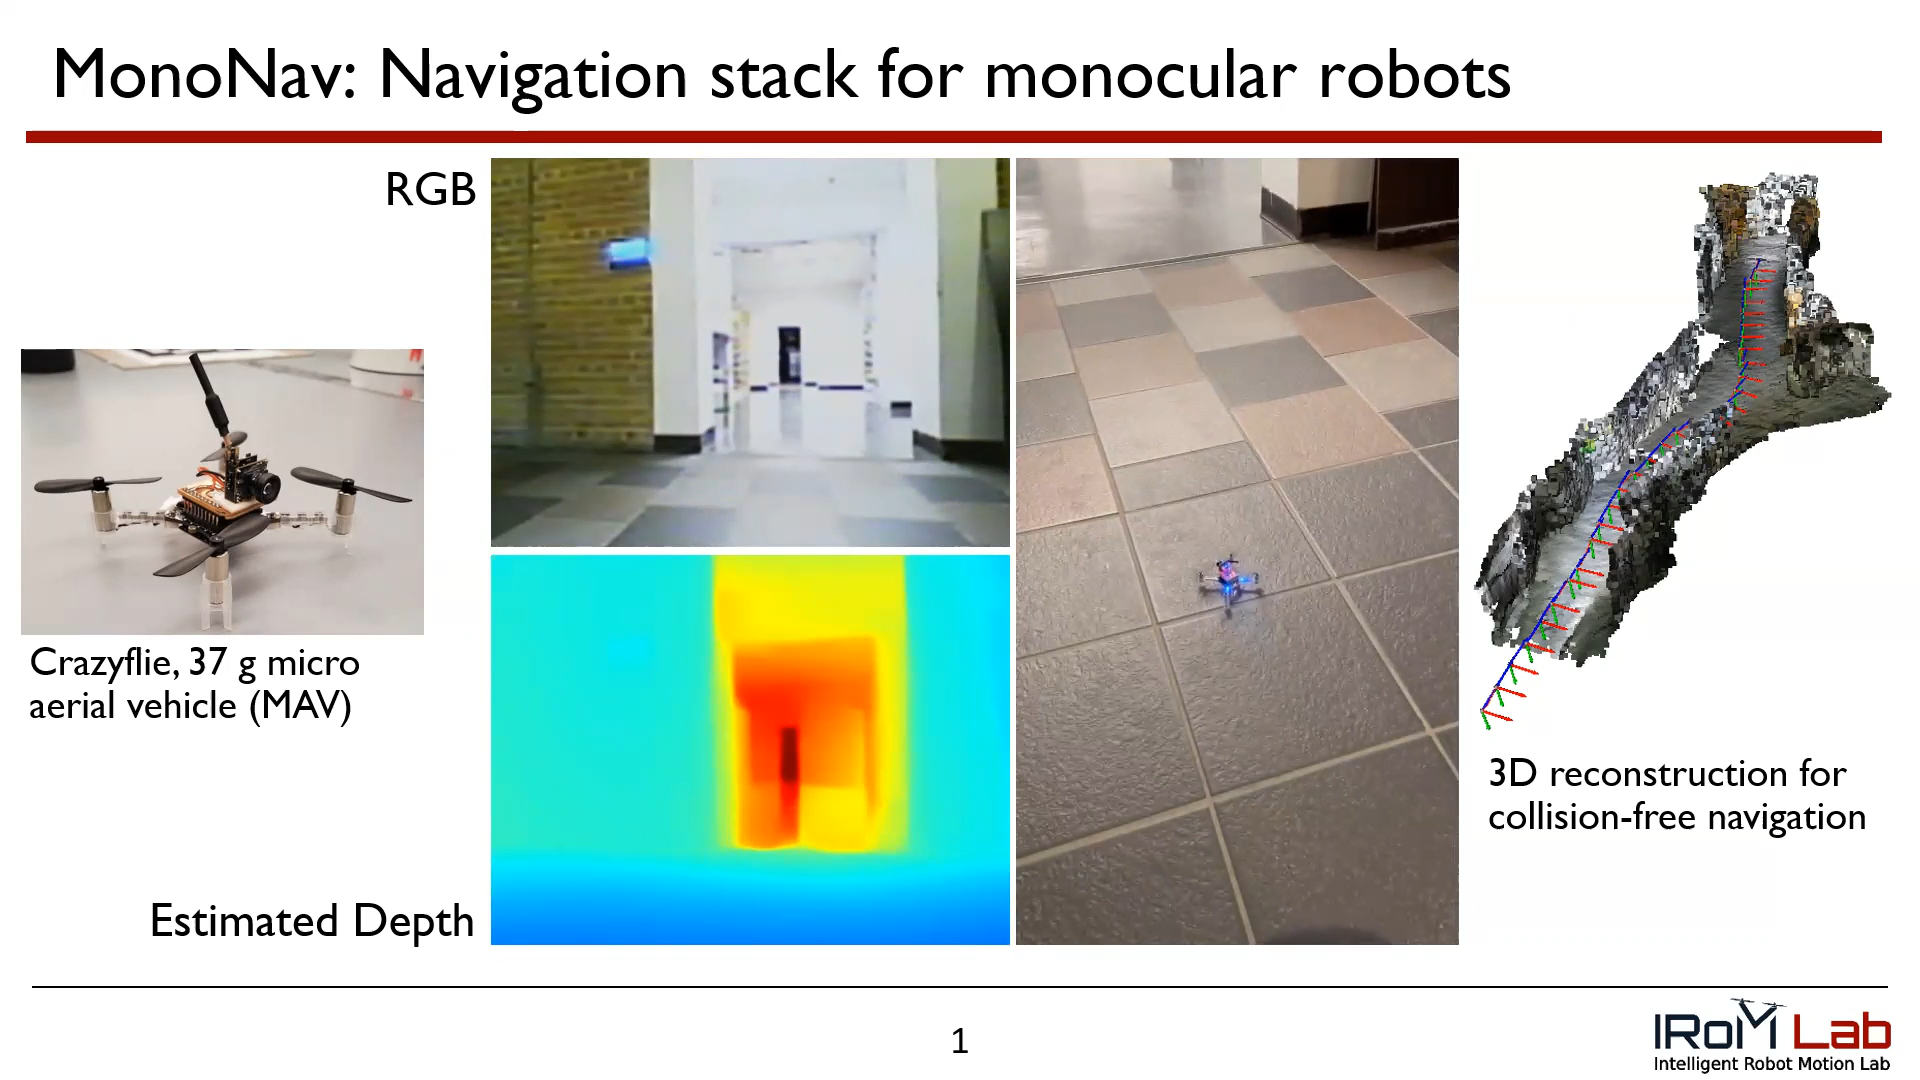 MonoNav: Navigation stack for monocular robots
RGB
Crazyflie, 37 g micro
aerial vehicle (MAV)
Estimated Depth
3D reconstruction for
collision-free navigation
1
IRoM Lab
Intelligent Robot Motion Lab